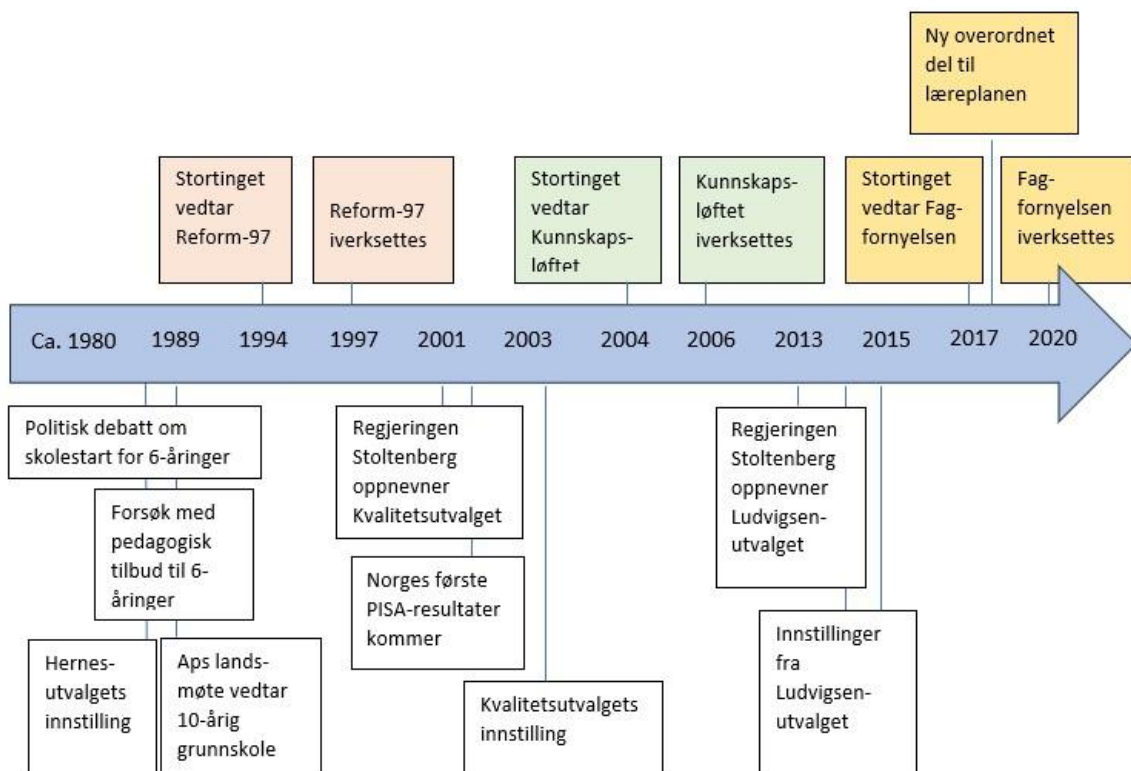 Ny overordnet
del til
læreplanen
Stortinget
vedtar
Reform-97
Reform-97
iverksettes
Stortinget
vedtar
Kunnskaps-
løftet
Kunnskaps-
løftet
iverksettes
Stortinget
vedtar Fag-
fornyelsen
Fag-
fornyelsen
iverksettes
Ca. 1980 1989 1994 1997 2001 2003 2004 2006 2013 2015 2017 2020
Politisk debatt om
skolestart for 6-åringer
Forsøk med
pedagogisk
tilbud til 6-
åringer
Hernes-
utvalgets
innstilling
Aps lands-
møte vedtar
10-årig
grunnskole
Regjeringen
Stoltenberg
oppnevner
Kvalitetsutvalget
Norges første
PISA-resultater
kommer
Kvalitetsutvalgets
innstilling
Regjeringen
Stoltenberg
oppnevner
Ludvigsen-
utvalget
Innstillinger
fra
Ludvigsen-
utvalget